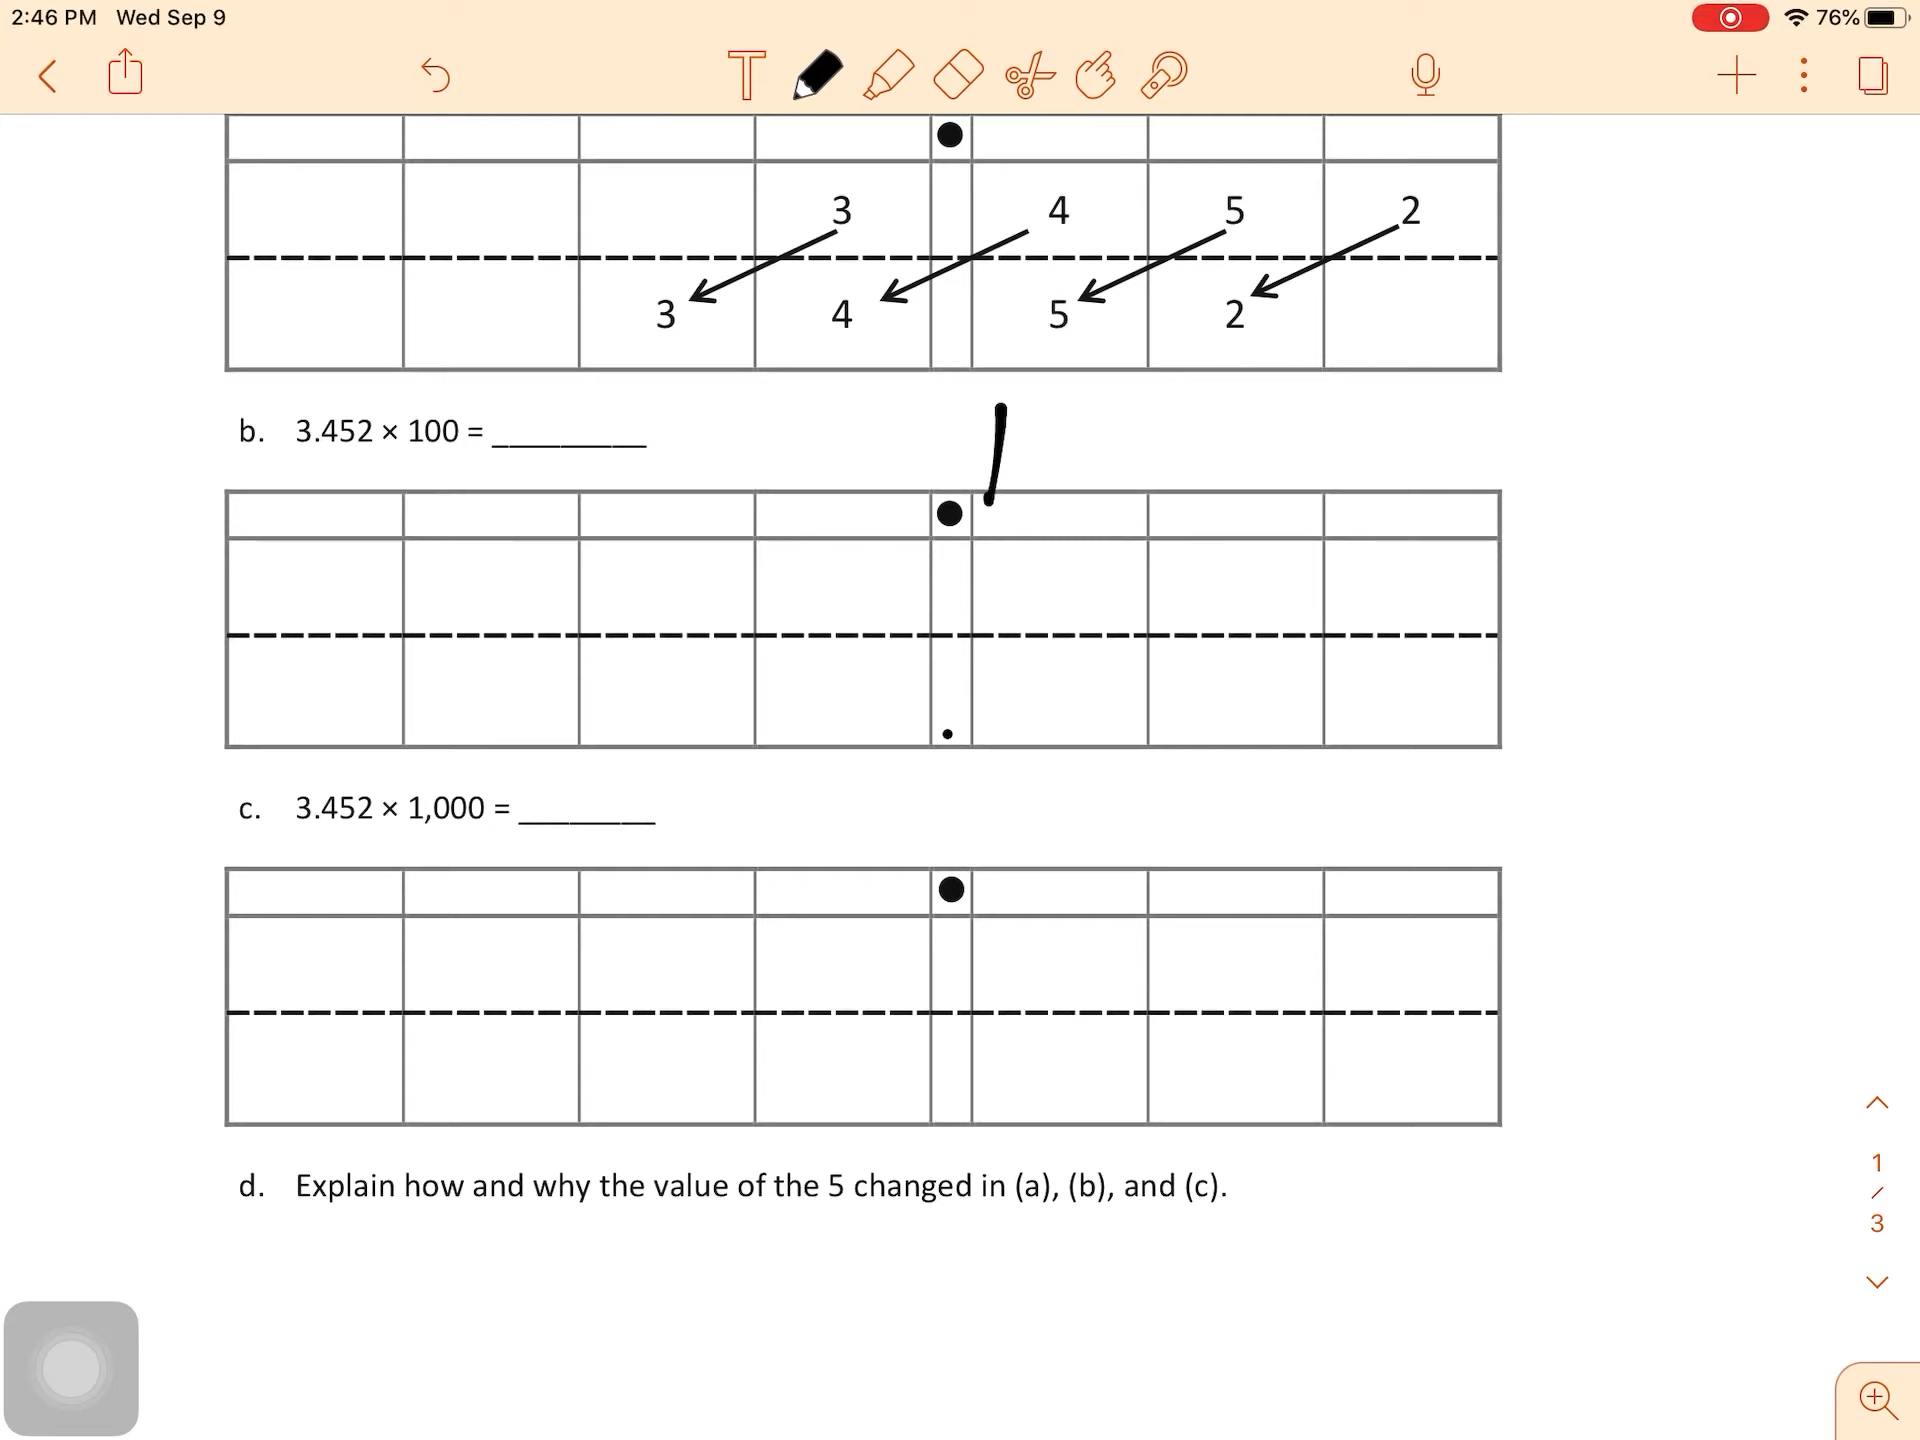 2:46 PM Wed Sep 9 76%
3 4 5 2
3 4 5 2
b. 3.452 × 100 = _________
c. 3.452 × 1,000 = ________
d. Explain how and why the value of the 5 changed in (a), (b), and (c).
1
/
3